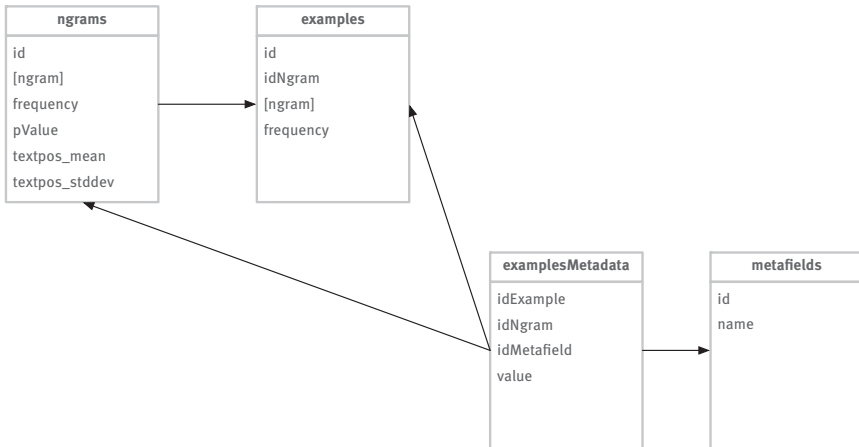 ngrams
id
[ngram]
frequency
pValue
textpos_mean
textpos_stddev
examples
id
idNgram
[ngram]
frequency
examplesMetadata
idExample
idNgram
idMetafield
value
metafields
id
name